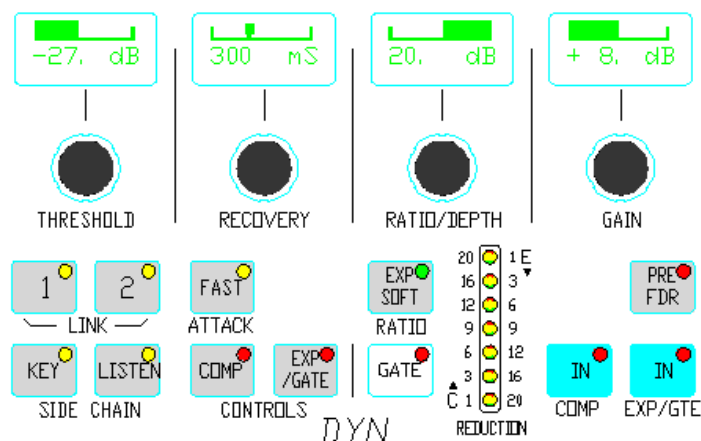 -27. dB
300 mS
20. dB
+ 8. dB
THRESHOLD
RECOVERY
RATIO/DEPTH
GAIN
1
2
LINK
FAST
ATTACK
EXP
SOFT
RATIO
20 1 E
16 3
12 6
9 9
6 12
3 16
C 1 20
REDUCTION
PRE
FDR
KEY
LISTEN
SIDE CHAIN
COMP
EXP
/GATE
CONTROLS
GATE
IN
COMP
IN
EXP/GTE
DYN